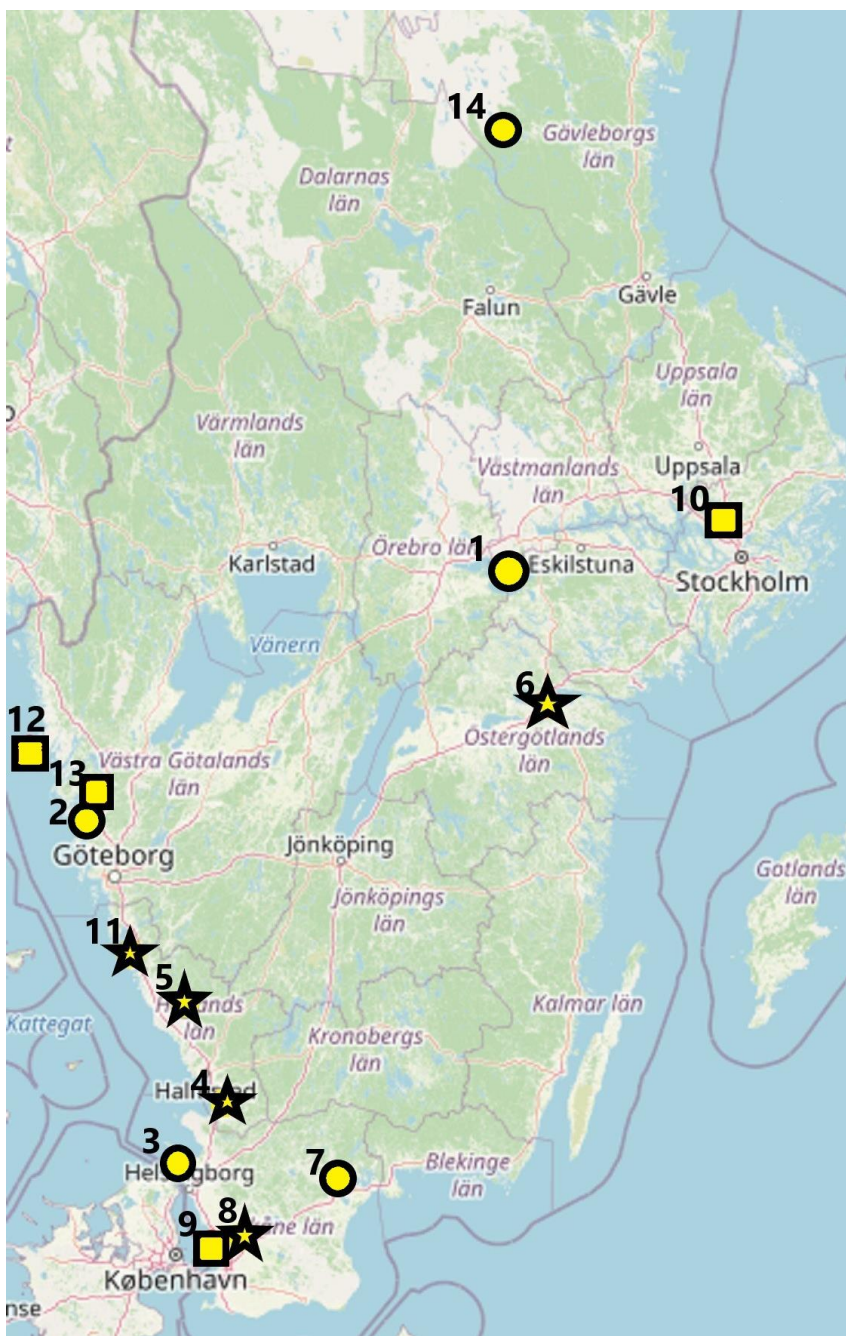 14
Gävleborgs
län
Dalarnas
län
Falun
Gävle
Uppsala
län
Värmlands
län
Västmanlands
län
Uppsala
10
Örebro län
1
Karlstad
Eskilstuna
Stockholm
Vänern
6
12
Östergötlands
län
Västra Götalands
län
13
2
Göteborg
Jönköping
Gotlands
län
Jönköpings
län
11
5
Kalmar län
Kattegat
län
Kronobergs
län
4
3
7
Helsingborg
Blekinge
län
8
9
län
København